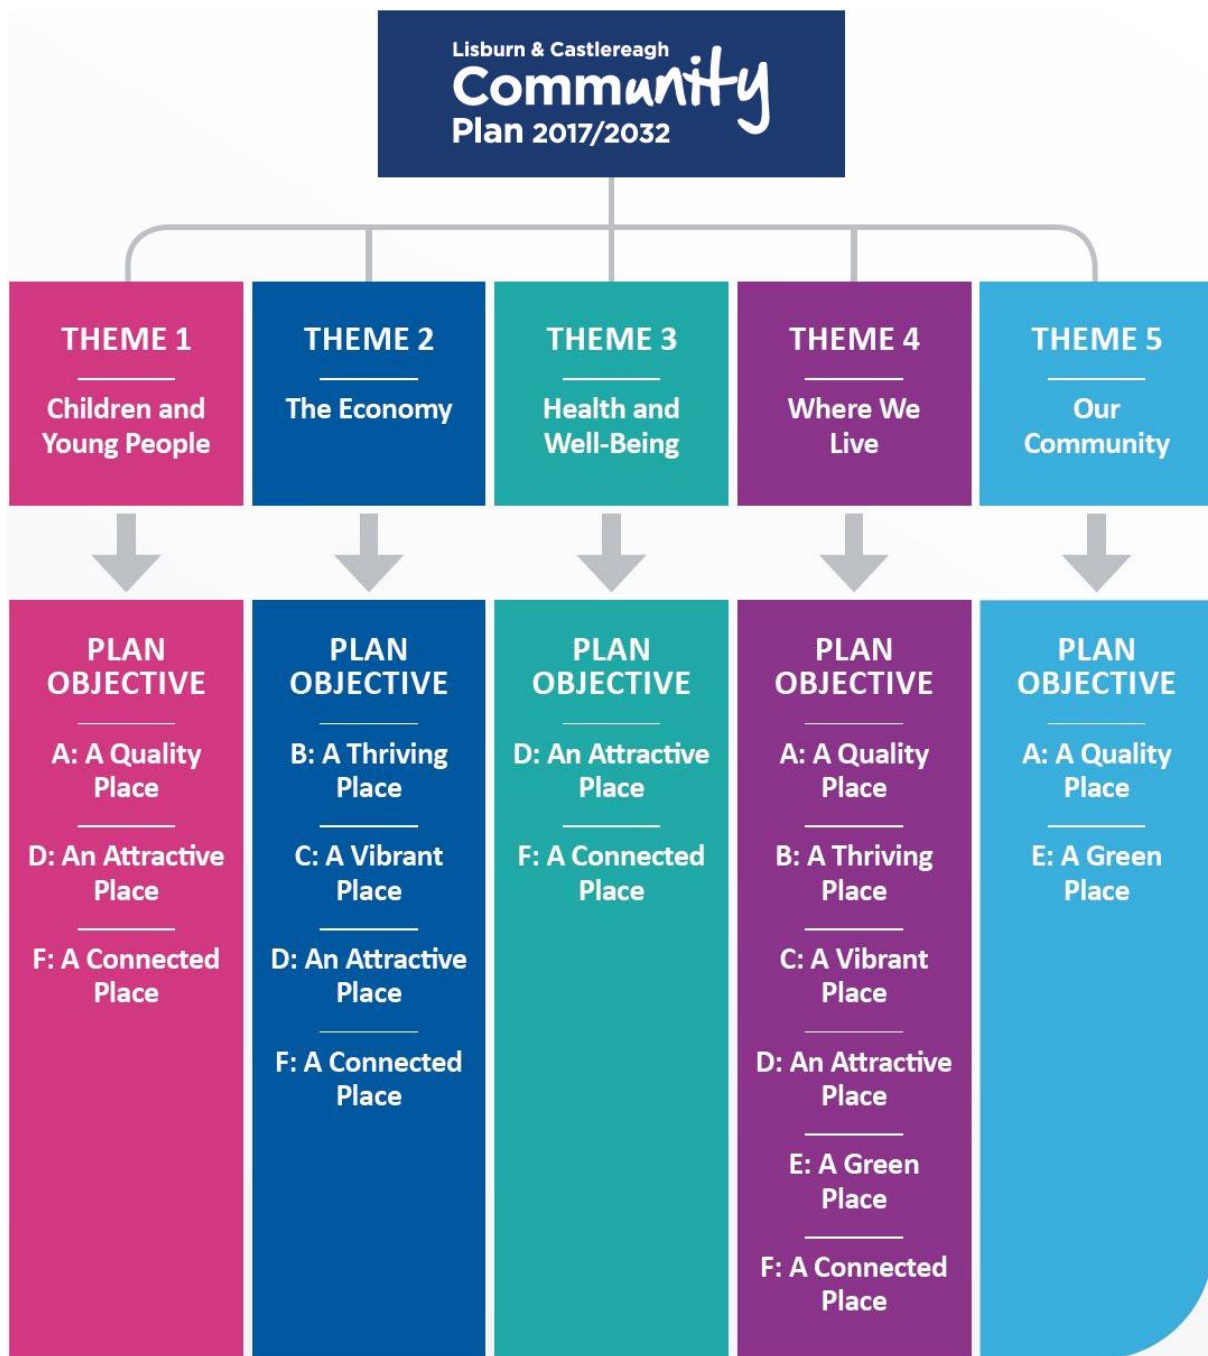 Lisburn & Castlereagh
Community
Plan 2017/2032
THEME 1
Children and
Young People
THEME 2
The Economy
THEME 3
Health and
Well-Being
THEME 4
Where We
Live
THEME 5
Our
Community
PLAN
OBJECTIVE
A: A Quality
Place
D: An Attractive
Place
F: A Connected
Place
PLAN
OBJECTIVE
B: A Thriving
Place
C: A Vibrant
Place
D: An Attractive
Place
F: A Connected
Place
PLAN
OBJECTIVE
D: An Attractive
Place
F: A Connected
Place
PLAN
OBJECTIVE
A: A Quality
Place
B: A Thriving
Place
C: A Vibrant
Place
D: An Attractive
Place
E: A Green
Place
F: A Connected
Place
PLAN
OBJECTIVE
A: A Quality
Place
E: A Green
Place